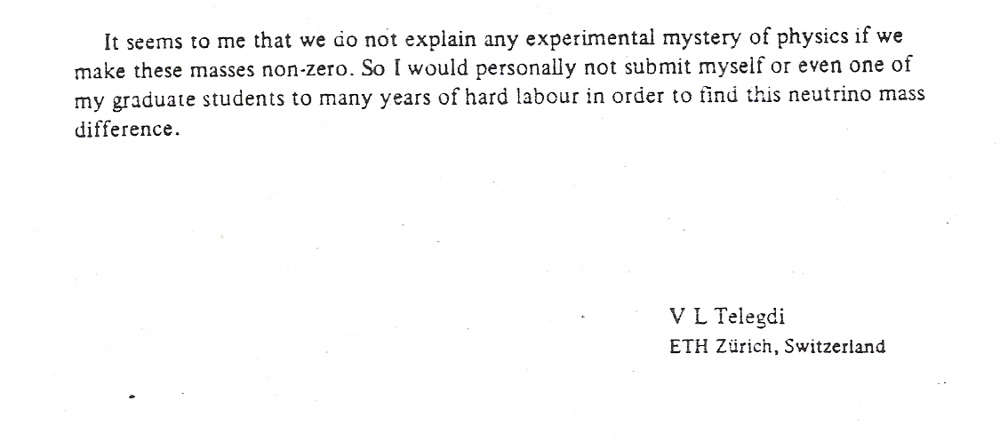 It seems to me that we do not explain any experimental mystery of physics if we
make these masses non-zero. So I would personally not submit myself or even one of
my graduate students to many years of hard labour in order to find this neutrino mass
difference.
V L Telegdi
ETH Zürich, Switzerland